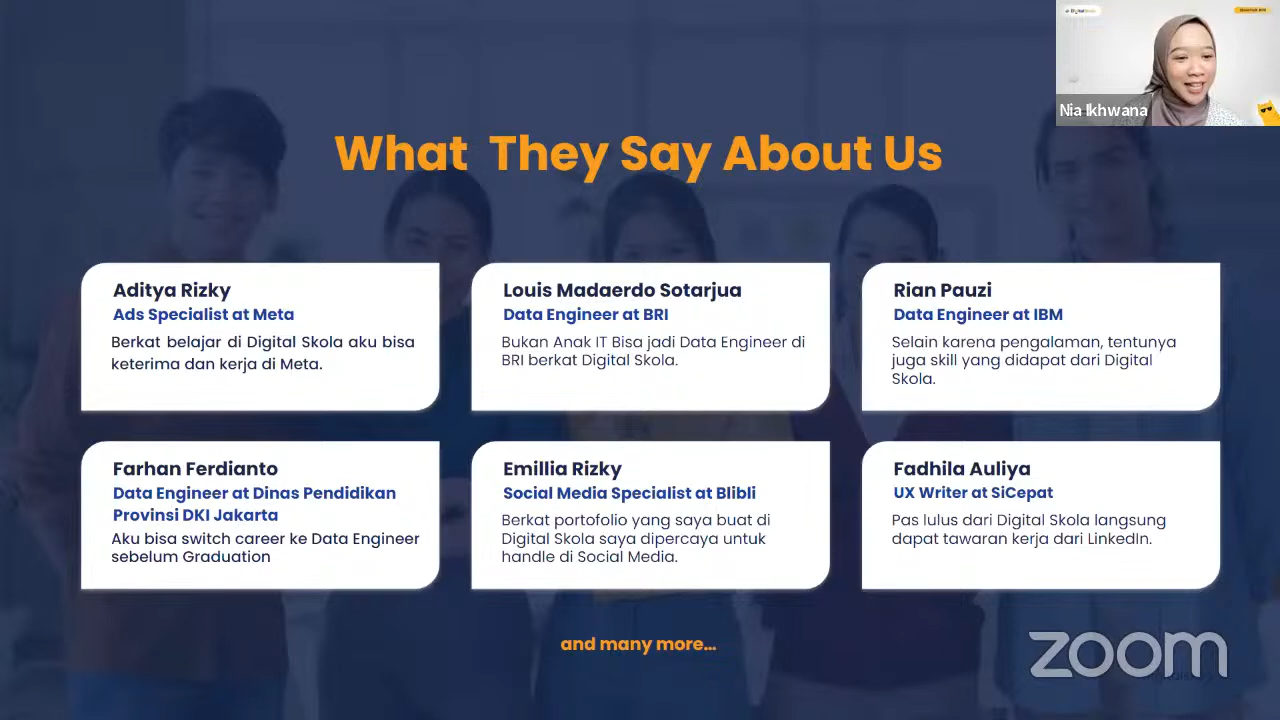 What They Say About Us
Nia Ikhwana
Aditya Rizky
Ads Specialist at Meta
Berkat belajar di Digital Skola aku bisa
keterima dan kerja di Meta.
Louis Madaerdo Sotarjua
Data Engineer at BRI
Bukan Anak IT Bisa jadi Data Engineer di
BRI berkat Digital Skola.
Rian Pauzi
Data Engineer at IBM
Selain karena pengalaman, tentunya
juga skill yang didapat dari Digital
Skola.
Farhan Ferdianto
Data Engineer at Dinas Pendidikan
Provinsi DKI Jakarta
Aku bisa switch career ke Data Engineer
sebelum Graduation
Emillia Rizky
Social Media Specialist at Blibli
Berkat portofolio yang saya buat di
Digital Skola saya dipercaya untuk
handle di Social Media.
Fadhila Auliya
UX Writer at SiCepat
Pas lulus dari Digital Skola langsung
dapat tawaran kerja dari LinkedIn.
and many more...
zoom